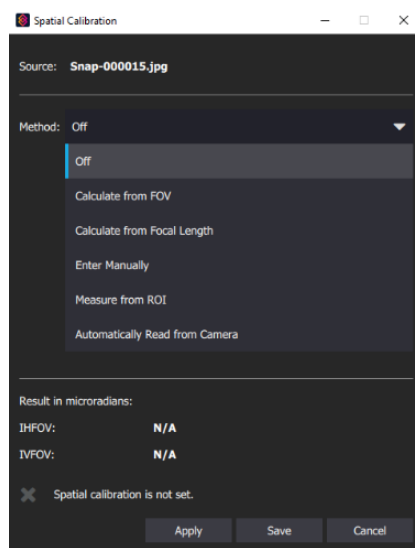 Spatial Calibration
Source: Snap-000015.jpg
Method: Off
Off
Calculate from FOV
Calculate from Focal Length
Enter Manually
Measure from ROI
Automatically Read from Camera
Result in microradians:
IHFOV: N/A
IVFOV: N/A
Spatial calibration is not set.
Apply Save Cancel